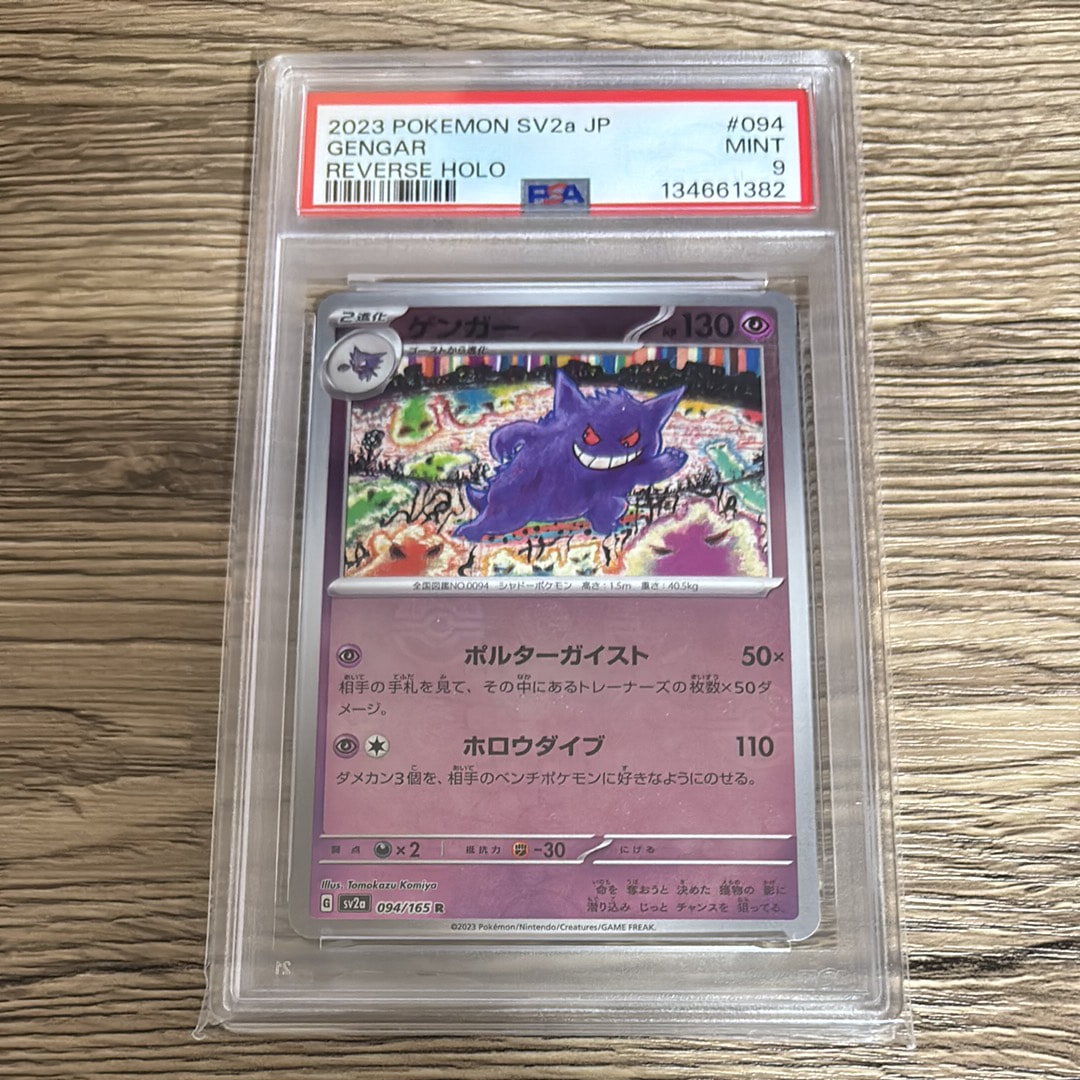 2023 POKEMON SV2a JP #094
GENGAR MINT
REVERSE HOLO 9
PSA 134661382
2進化 ゲンガー HP 130
ゴーストから進化
全国図鑑NO.0094 シャドーポケモン 高さ:1.5m 重さ:40.5kg
ポルターガイスト 50×
相手の手札を見て、その中にあるトレーナーズの枚数×50ダ
メージ。
ホロウダイブ 110
ダメカン3個を、相手のベンチポケモンに好きなようにのせる。
弱点 ×2 抵抗力 -30 にげる
Illus. Tomokazu Komiya
命を 奪おうと 決めた 獲物の 影に
G sv2a 094/165 R
潜り込み じっと チャンスを 狙ってる。
©2023 Pokémon/Nintendo/Creatures/GAME FREAK.
21